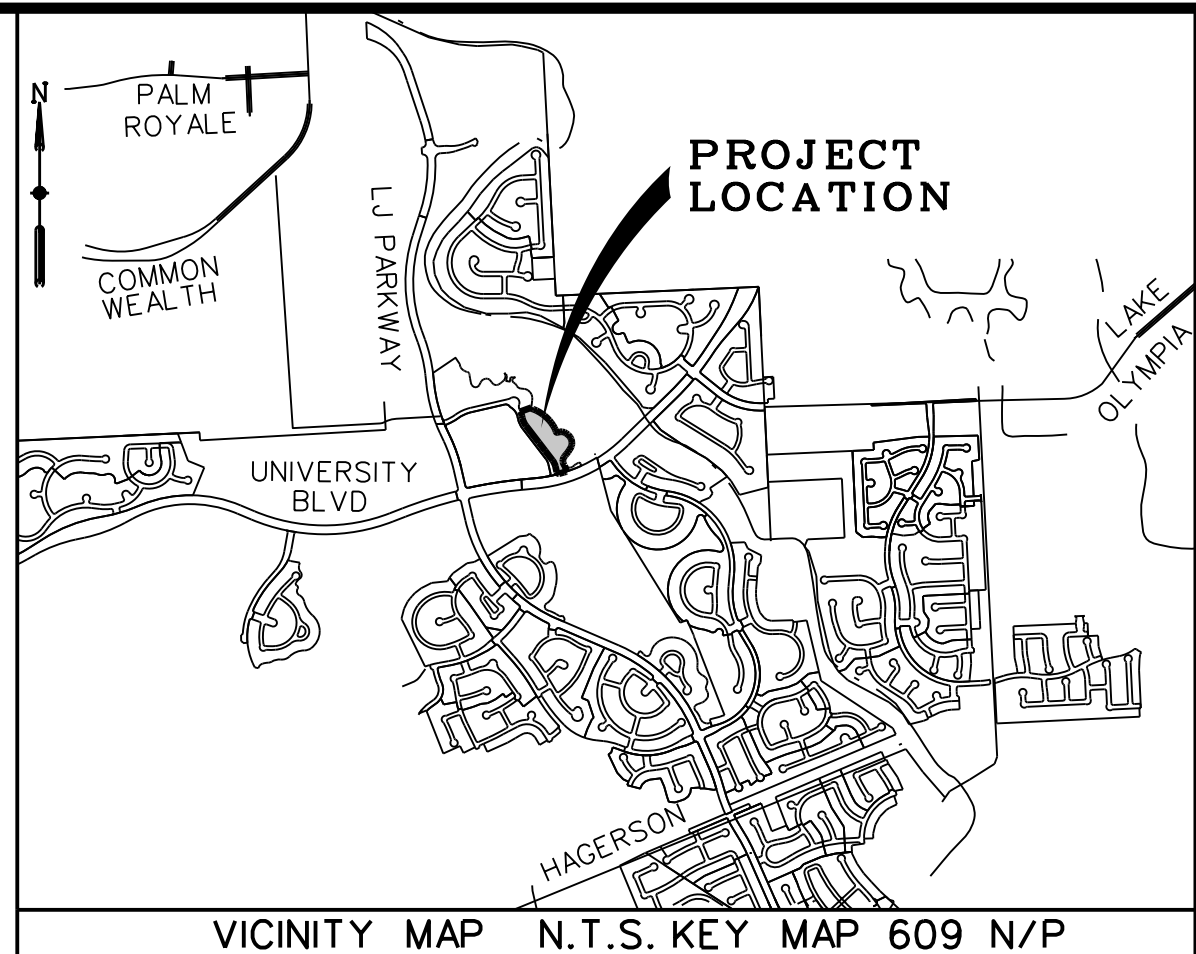 N
PALM
ROYALE
PROJECT
LOCATION
LJ PARKWAY
COMMON
WEALTH
LAKE
OLYMPIA
UNIVERSITY
BLVD
HAGERSON
VICINITY MAP N.T.S. KEY MAP 609 N/P